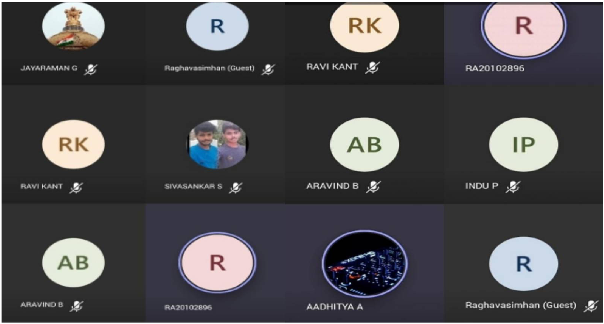 R
RK
R
JAYARAMAN G
Raghavasimhan (Guest)
RAVI KANT
RA20102896
RK
AB
IP
RAVI KANT
SIVASANKAR S
ARAVIND B
INDU P
AB
R
R
ARAVIND B
RA20102896
AADHITYA A
Raghavasimhan (Guest)